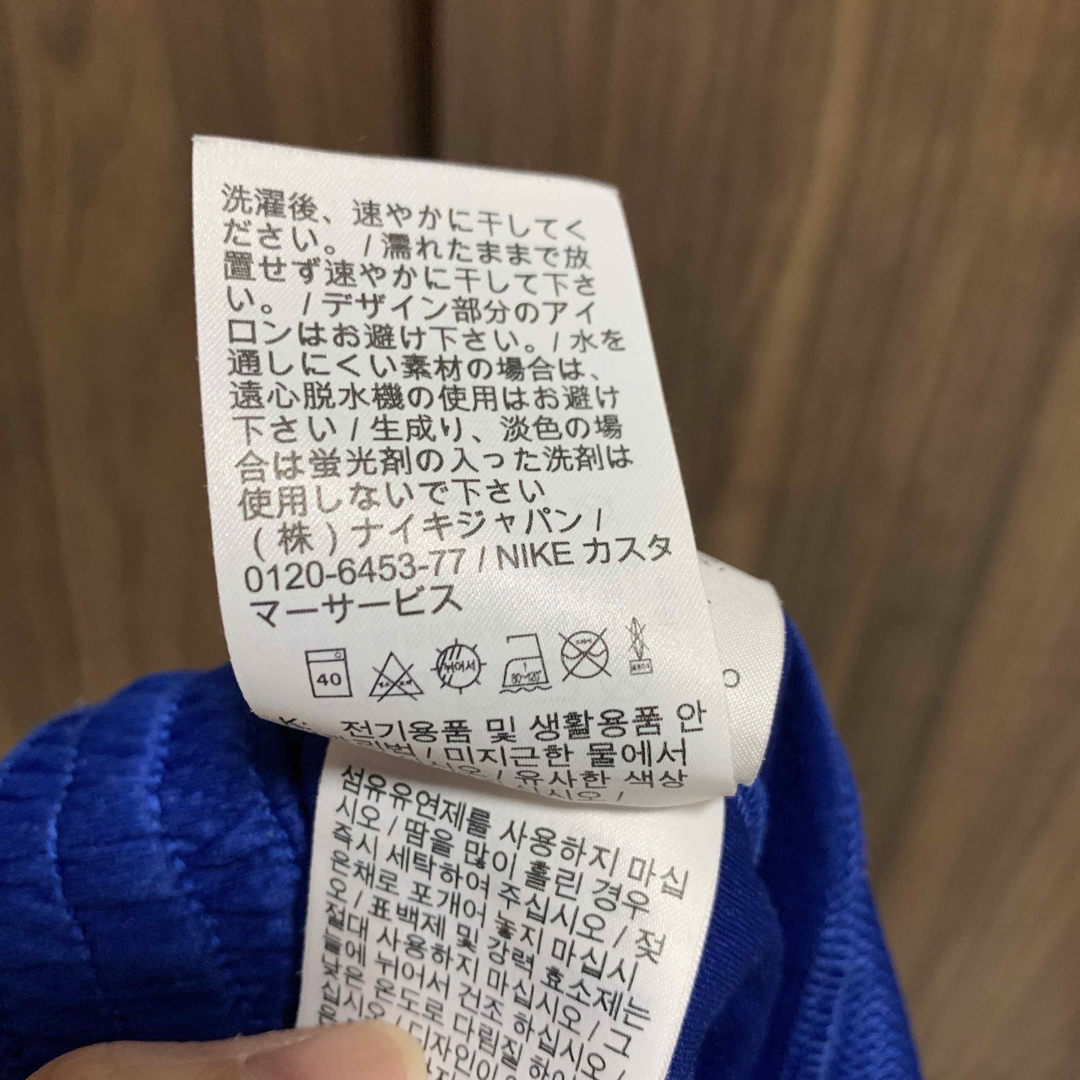 洗濯後、速やかに干してく
ださい。 / 濡れたままで放
置せず速やかに干して下さ
い。 / デザイン部分のアイ
ロンはお避け下さい。/ 水を
通しにくい素材の場合は、
遠心脱水機の使用はお避け
下さい / 生成り、淡色の場
合は蛍光剤の入った洗剤は
使用しないで下さい
(株) ナイキジャパン /
0120-6453-77 / NIKE カスタ
マーサービス
40
K: 전기용품 및 생활용품 안
미지근한 물에서
유사한 색상
섬유유연제를 사용하지 마십
시오 / 땀을 많이 흘린 경우
즉시 세탁하여 주십시오 / 젖
은채로 포개어 놓지 마십시
오 / 표백제 및 강력 효소제는
절대 사용하지 마십시오 / 그
늘에 뉘어서 건조 하십시오 /
낮은 온도로 다림질 하
십시오 / 디자인이